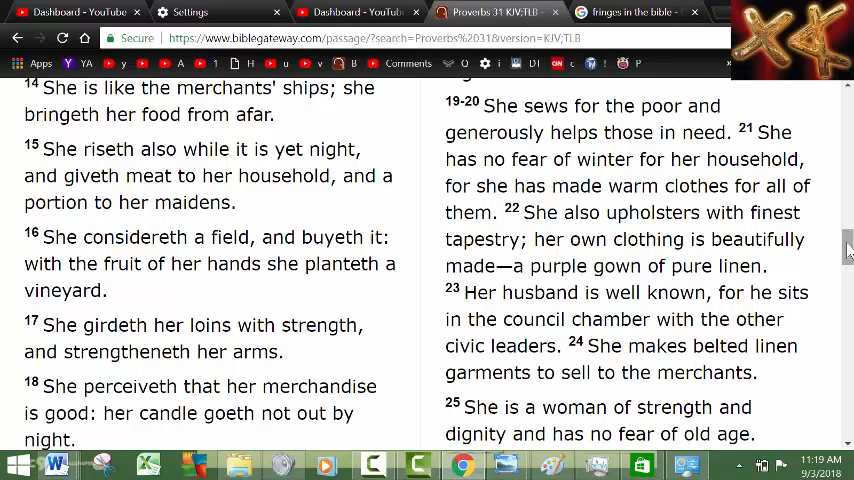 Dashboard - YouTube
Settings
Dashboard - YouTube
Proverbs 31 KJV;TLB -
fringes in the bible -
Secure
https://www.biblegateway.com/passage/?search=Proverbs%2031&version=KJV;TLB
Apps YA y y A 1 H u v B Comments Q i DT c ! P
14 She is like the merchants' ships; she
bringeth her food from afar.
15 She riseth also while it is yet night,
and giveth meat to her household, and a
portion to her maidens.
16 She considereth a field, and buyeth it:
with the fruit of her hands she planteth a
vineyard.
17 She girdeth her loins with strength,
and strengtheneth her arms.
18 She perceiveth that her merchandise
is good: her candle goeth not out by
night.
19-20 She sews for the poor and
generously helps those in need. 21 She
has no fear of winter for her household,
for she has made warm clothes for all of
them. 22 She also upholsters with finest
tapestry; her own clothing is beautifully
made—a purple gown of pure linen.
23 Her husband is well known, for he sits
in the council chamber with the other
civic leaders. 24 She makes belted linen
garments to sell to the merchants.
25 She is a woman of strength and
dignity and has no fear of old age.
11:19 AM
9/3/2018